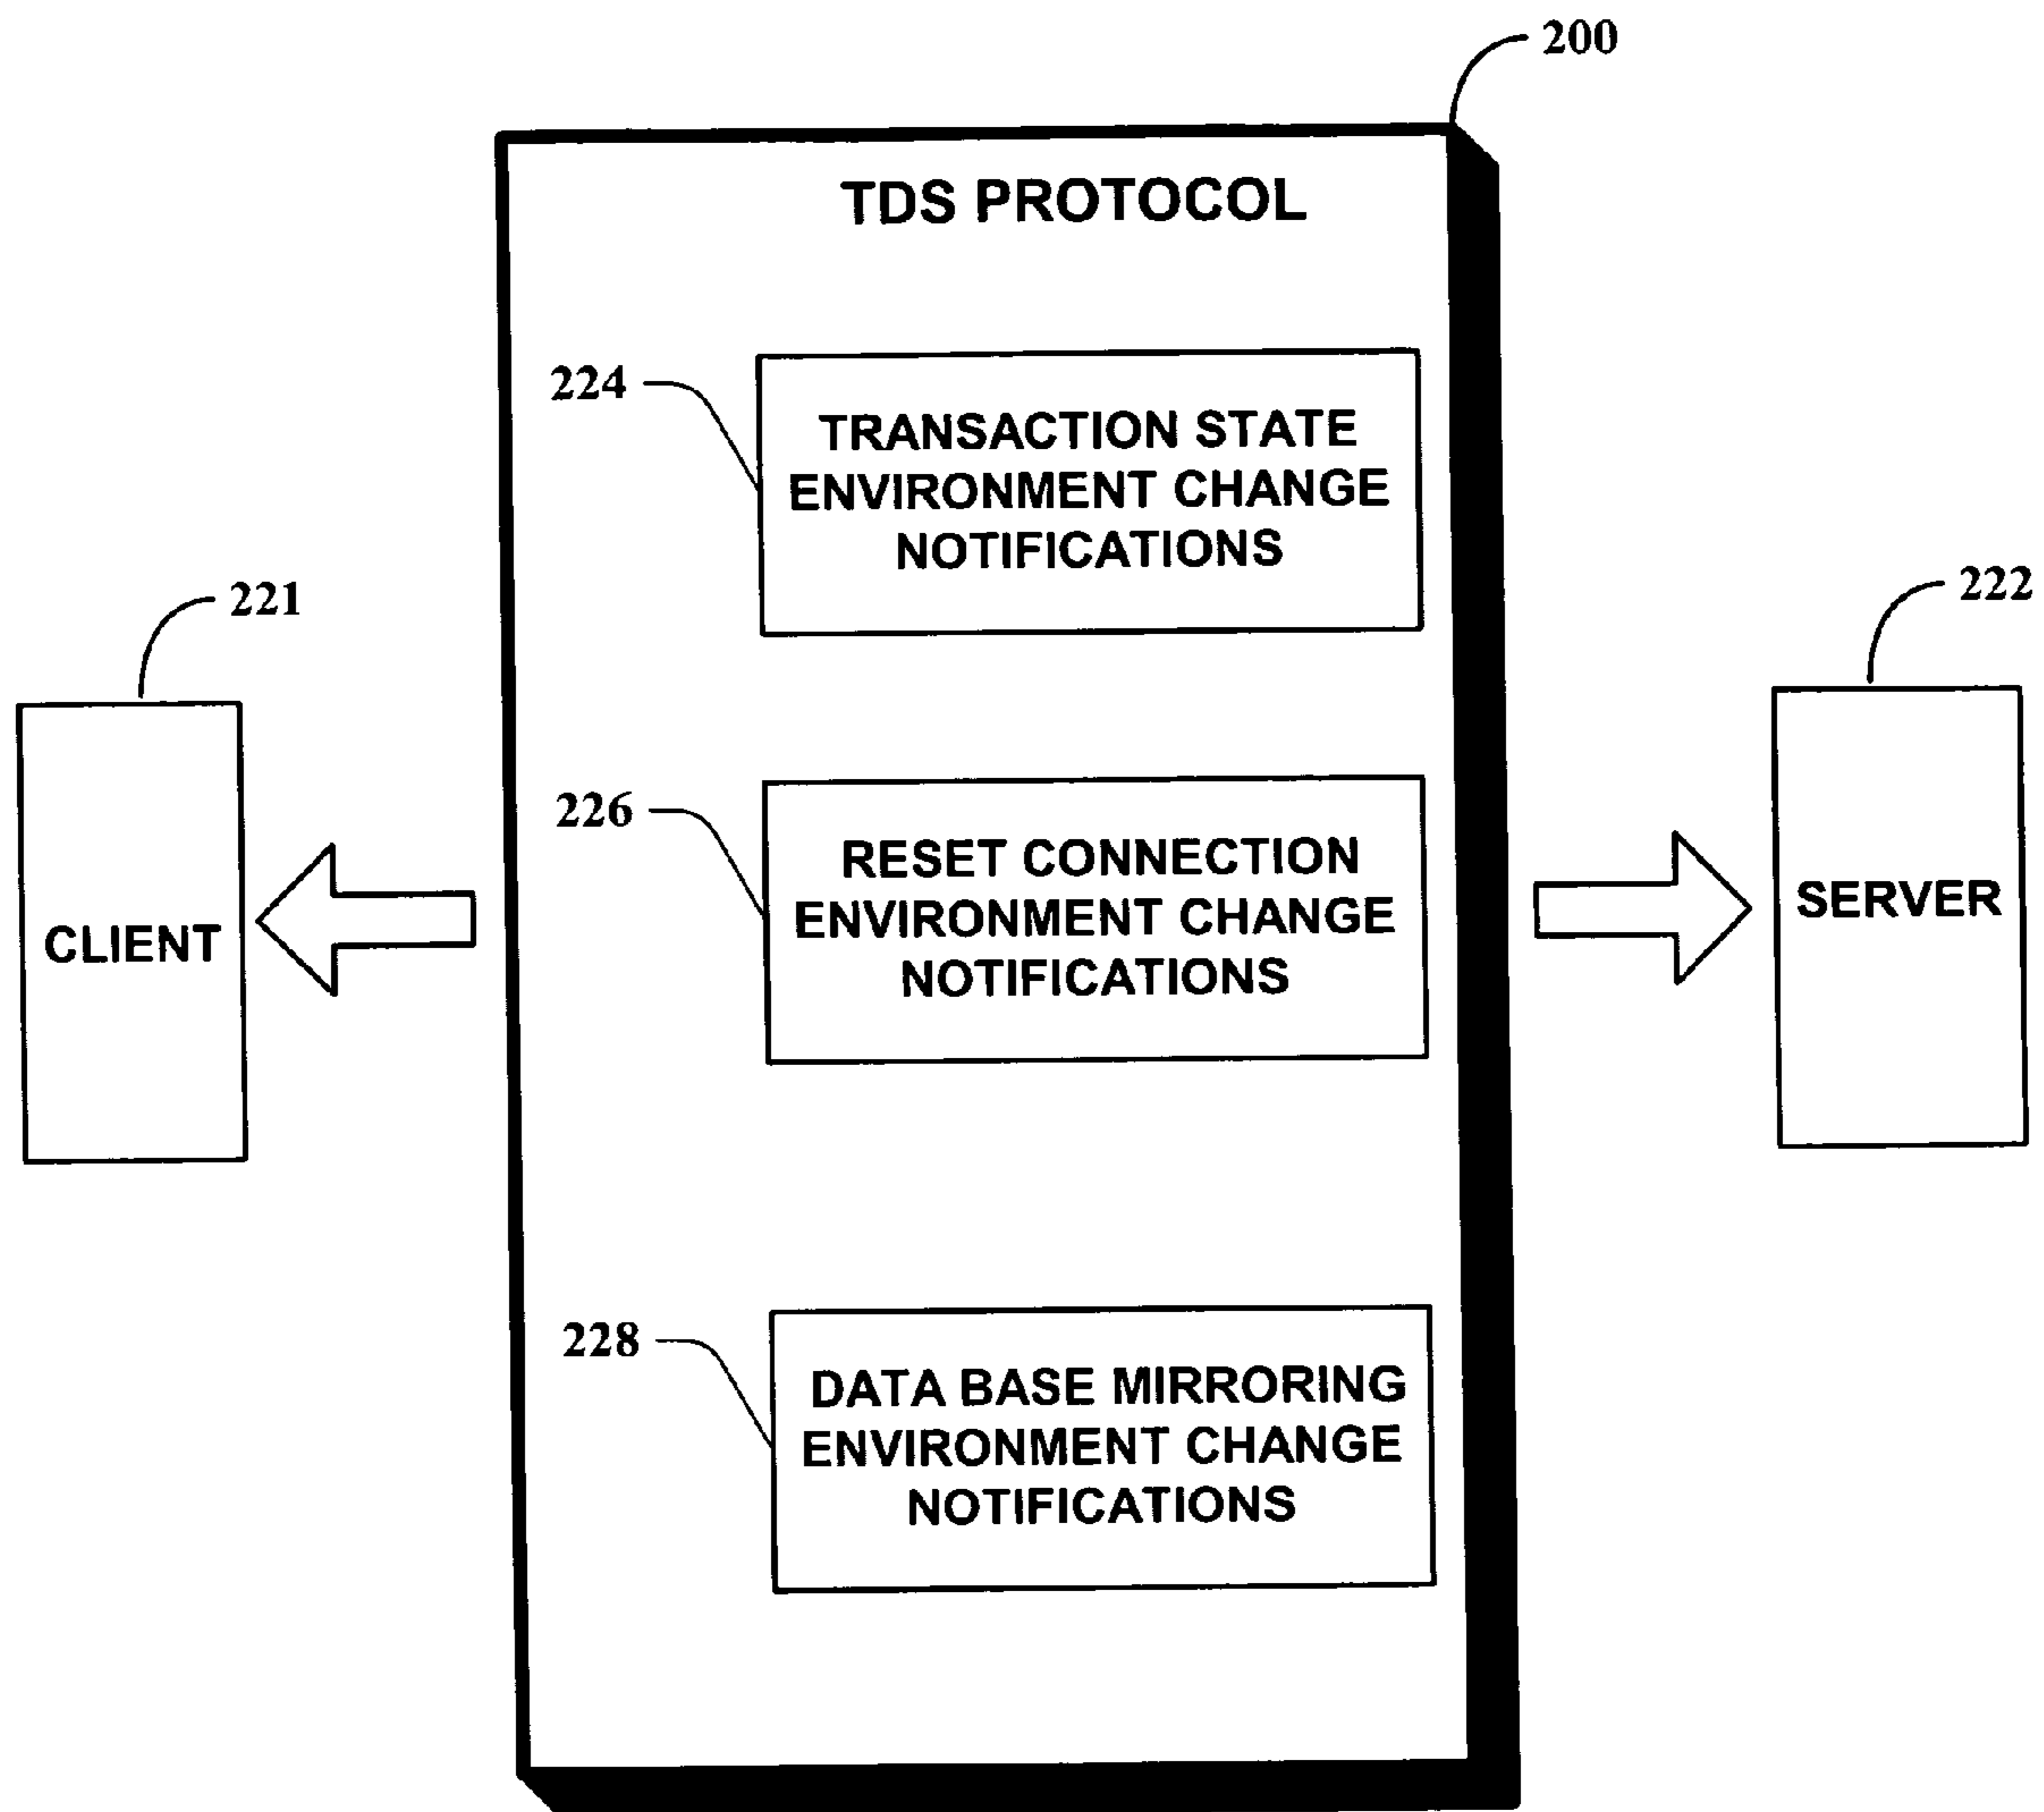 200
TDS PROTOCOL
224
TRANSACTION STATE
ENVIRONMENT CHANGE
NOTIFICATIONS
221
222
226
RESET CONNECTION
ENVIRONMENT CHANGE
NOTIFICATIONS
CLIENT
SERVER
228
DATA BASE MIRRORING
ENVIRONMENT CHANGE
NOTIFICATIONS